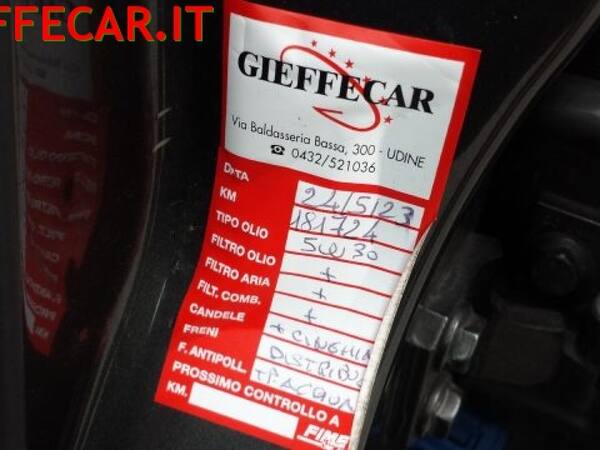 FFECAR.IT
GIEFFECAR
Via Baldasseria Bassa, 300 - UDINE
☎ 0432/521036
DATA 24/5/23
KM 181724
TIPO OLIO 5W30
FILTRO OLIO +
FILTRO ARIA +
FILT. COMB. +
CANDELE + CINGHIA
FRENI DISTRIBUZ
F. ANTIPOLL. + P. ACQUA
PROSSIMO CONTROLLO A
KM.